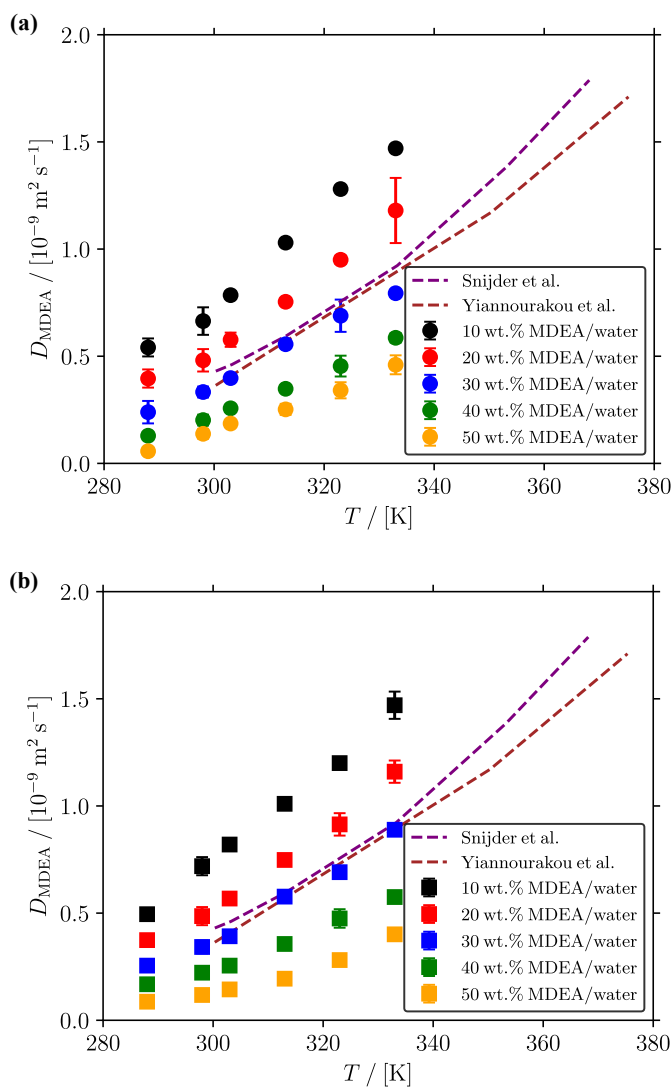 (a)
2.0
1.5
1.0
0.5
0.0
D_MDEA / [10⁻⁹ m² s⁻¹]
Snijder et al.
Yiannourakou et al.
10 wt.% MDEA/water
20 wt.% MDEA/water
30 wt.% MDEA/water
40 wt.% MDEA/water
50 wt.% MDEA/water
280 300 320 340 360 380
T / [K]
(b)
2.0
1.5
1.0
0.5
0.0
D_MDEA / [10⁻⁹ m² s⁻¹]
Snijder et al.
Yiannourakou et al.
10 wt.% MDEA/water
20 wt.% MDEA/water
30 wt.% MDEA/water
40 wt.% MDEA/water
50 wt.% MDEA/water
280 300 320 340 360 380
T / [K]